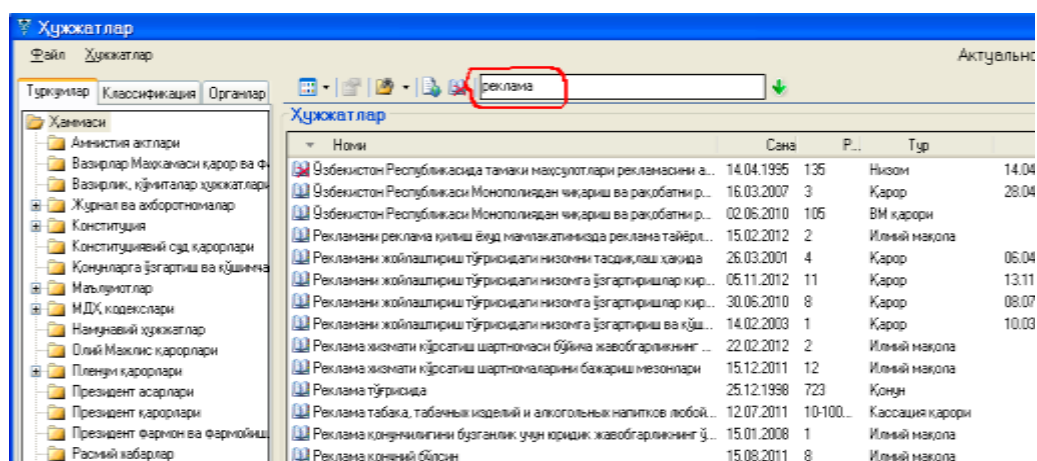 Ҳужжатлар
Файл Ҳужжатлар Актуально
Туркумлар Классификация Органлар
реклама
Ҳаммаси
Амнистия актлари
Вазирлар Маҳкамаси қарор ва ф
Вазирлик, қўмиталар ҳужжатлари
Журнал ва ахборотномалар
Конституция
Конституциявий суд қарорлари
Қонунларга ўзгартиш ва қўшимча
Маълумотлар
МДҲ кодекслари
Намунавий ҳужжатлар
Олий Мажлис қарорлари
Пленум қарорлари
Президент асарлари
Президент қарорлари
Президент фармон ва фармойиш
Расмий хабарлар
Ҳужжатлар
Номи Сана Р... Тур
Ўзбекистон Республикасида тамаки маҳсулотлари рекламасини а... 14.04.1995 135 Низом 14.04
Ўзбекистон Республикаси Монополиядан чиқариш ва рақобатни р... 16.03.2007 3 Қарор 28.04
Ўзбекистон Республикаси Монополиядан чиқариш ва рақобатни р... 02.06.2010 105 ВМ қарори
Рекламани реклама қилиш ёхуд мамлакатимизда реклама тайёрл... 15.02.2012 2 Илмий мақола
Рекламани жойлаштириш тўғрисидаги низомни тасдиқлаш ҳақида 26.03.2001 4 Қарор 06.04
Рекламани жойлаштириш тўғрисидаги низомга ўзгартиришлар кир... 05.11.2012 11 Қарор 13.11
Рекламани жойлаштириш тўғрисидаги низомга ўзгартиришлар кир... 30.06.2010 8 Қарор 08.07
Рекламани жойлаштириш тўғрисидаги низомга ўзгартириш ва қўш... 14.02.2003 1 Қарор 10.03
Реклама хизмати кўрсатиш шартномаси бўйича жавобгарликнинг ... 22.02.2012 2 Илмий мақола
Реклама хизмати кўрсатиш шартномаларини бажариш мезонлари 15.12.2011 12 Илмий мақола
Реклама тўғрисида 25.12.1998 723 Қонун
Реклама табака, табачных изделий и алкогольных напитков любой... 12.07.2011 10-100... Кассация қарори
Реклама қонунчилигини бузганлик учун юридик жавобгарликнинг ў... 15.01.2008 1 Илмий мақола
Реклама қонуний бўлсин 15.08.2011 8 Илмий мақола